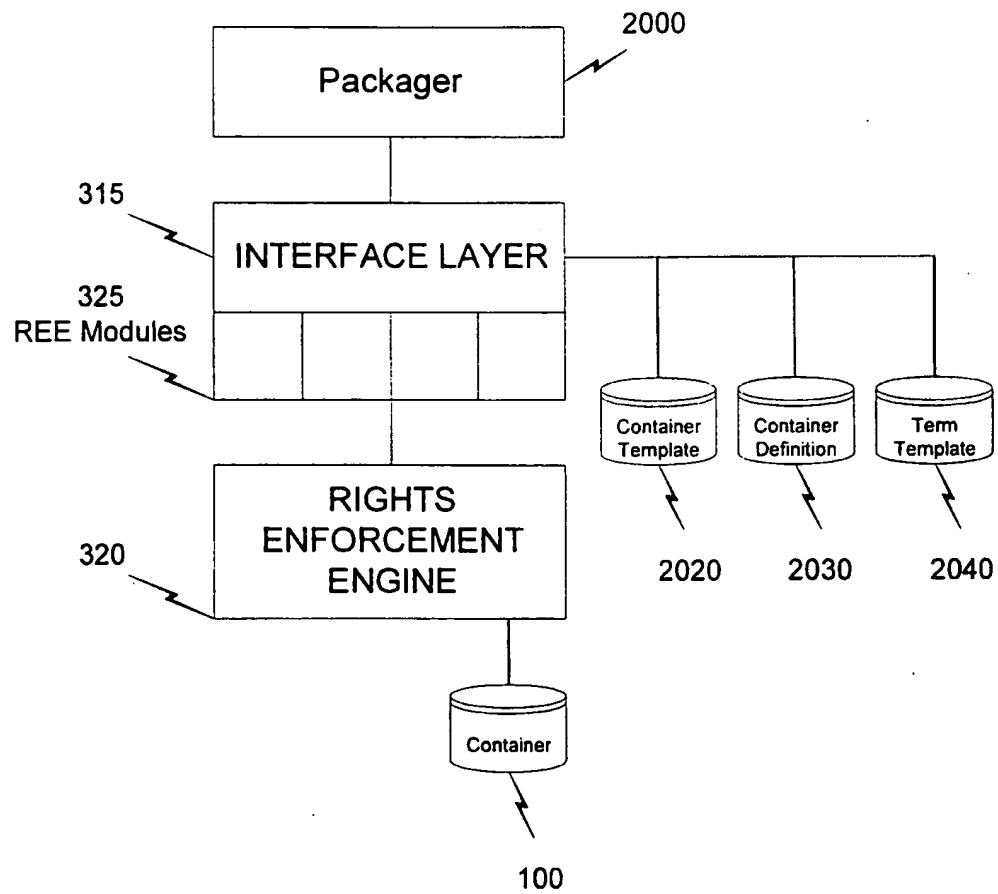 2000
Packager
315
INTERFACE LAYER
325
REE Modules
Container
Template
Container
Definition
Term
Template
RIGHTS
ENFORCEMENT
ENGINE
320
2020
2030
2040
Container
100